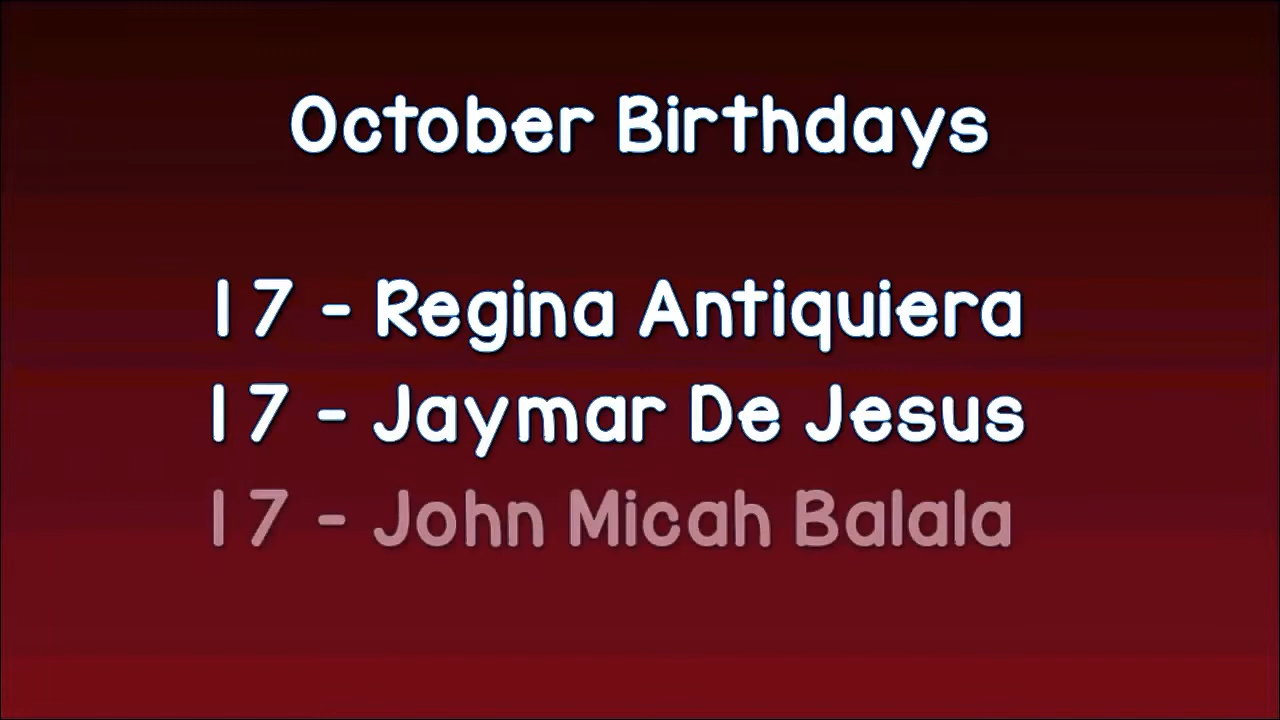 October Birthdays
17 - Regina Antiquiera
17 - Jaymar De Jesus
17 - John Micah Balala